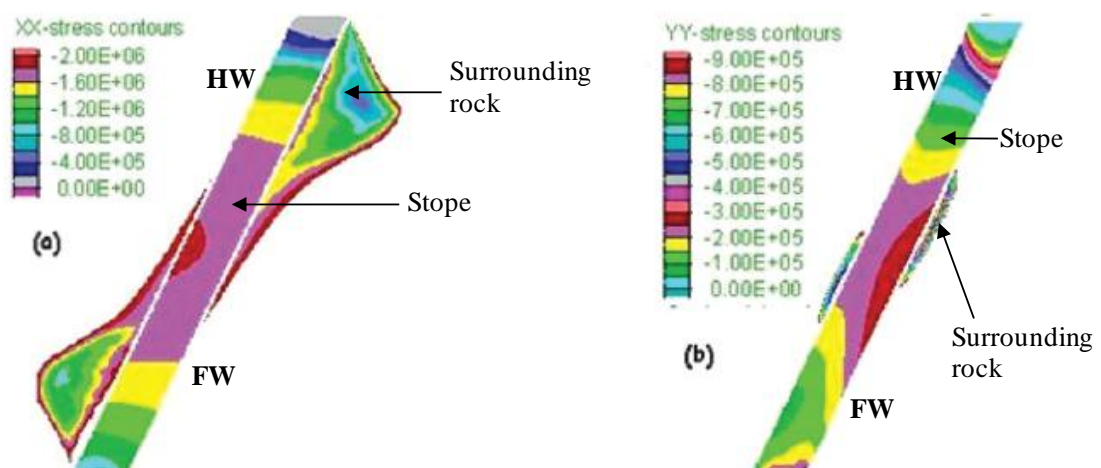 XX-stress contours
-2.00E+06
-1.60E+06
-1.20E+06
-8.00E+05
-4.00E+05
0.00E+00
HW
Surrounding
rock
Stope
(a)
FW
YY-stress contours
-9.00E+05
-8.00E+05
-7.00E+05
-6.00E+05
-5.00E+05
-4.00E+05
-3.00E+05
-2.00E+05
-1.00E+05
0.00E+00
HW
Stope
Surrounding
rock
(b)
FW